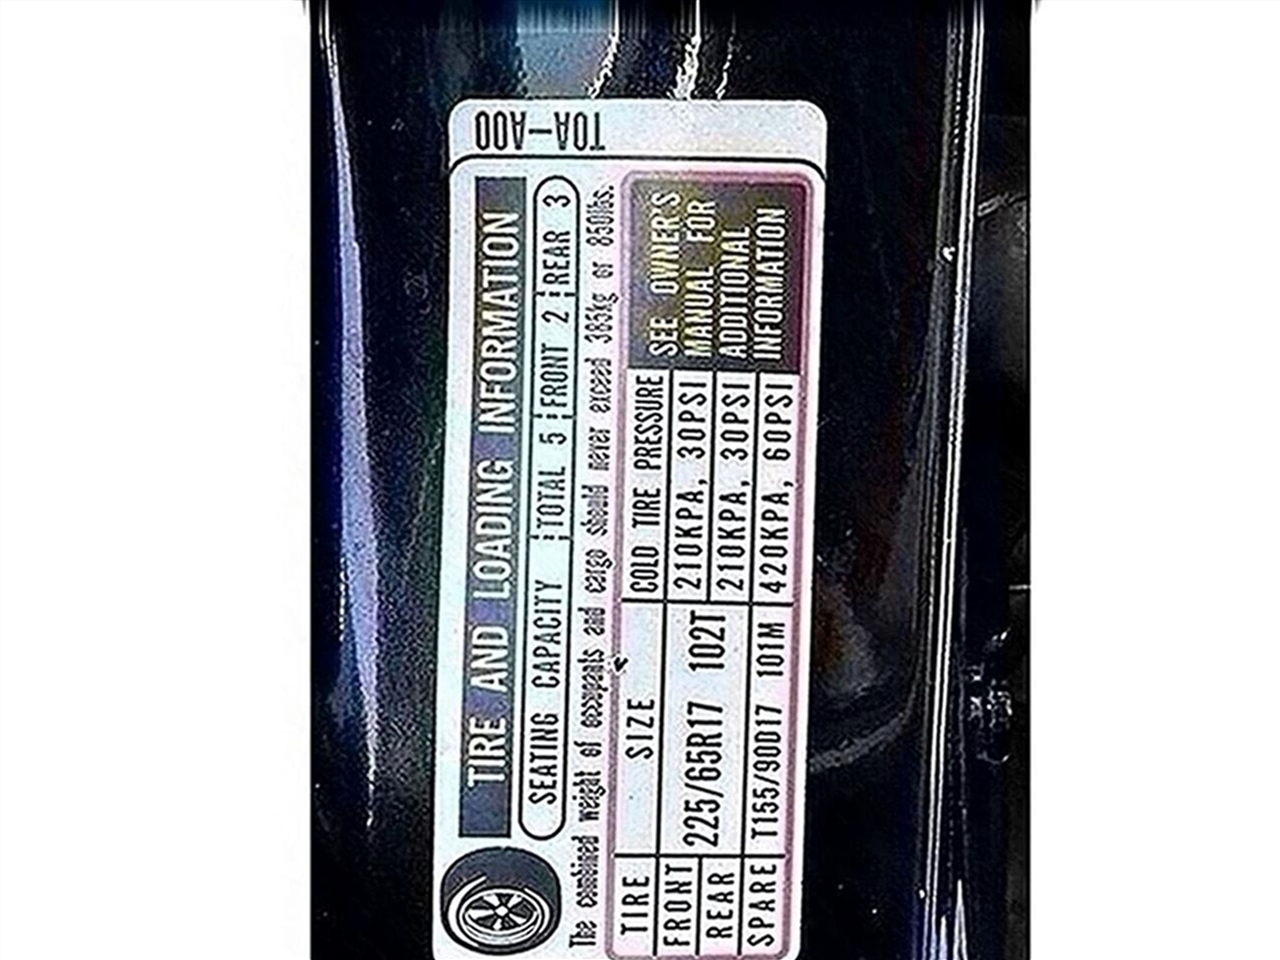 T0A-A00
TIRE AND LOADING INFORMATION
SEATING CAPACITY TOTAL 5 FRONT 2 REAR 3
The combined weight of occupants and cargo should never exceed 385kg or 850lbs.
TIRE SIZE COLD TIRE PRESSURE
FRONT 225/65R17 102T 210KPA, 30PSI
REAR 210KPA, 30PSI
SPARE T155/90D17 101M 420KPA, 60PSI
SEE OWNER'S
MANUAL FOR
ADDITIONAL
INFORMATION